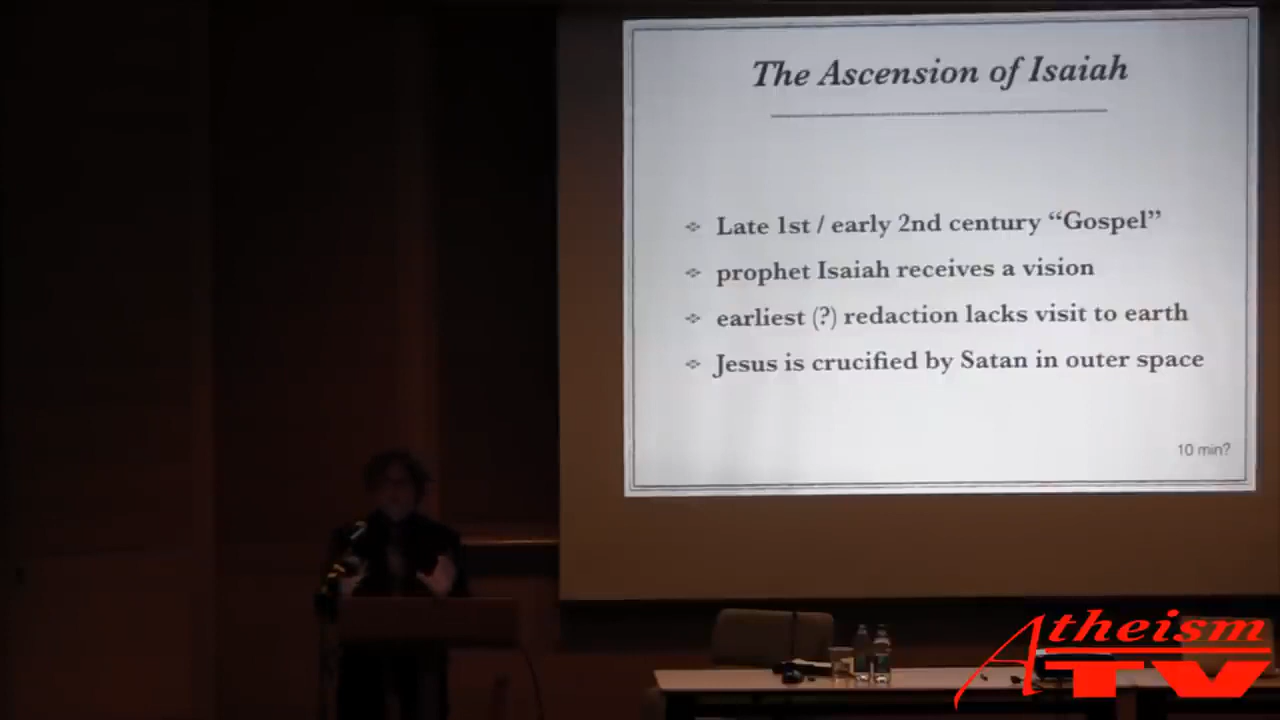 The Ascension of Isaiah
Late 1st / early 2nd century “Gospel”
prophet Isaiah receives a vision
earliest (?) redaction lacks visit to earth
Jesus is crucified by Satan in outer space
10 min?
Atheism
TV